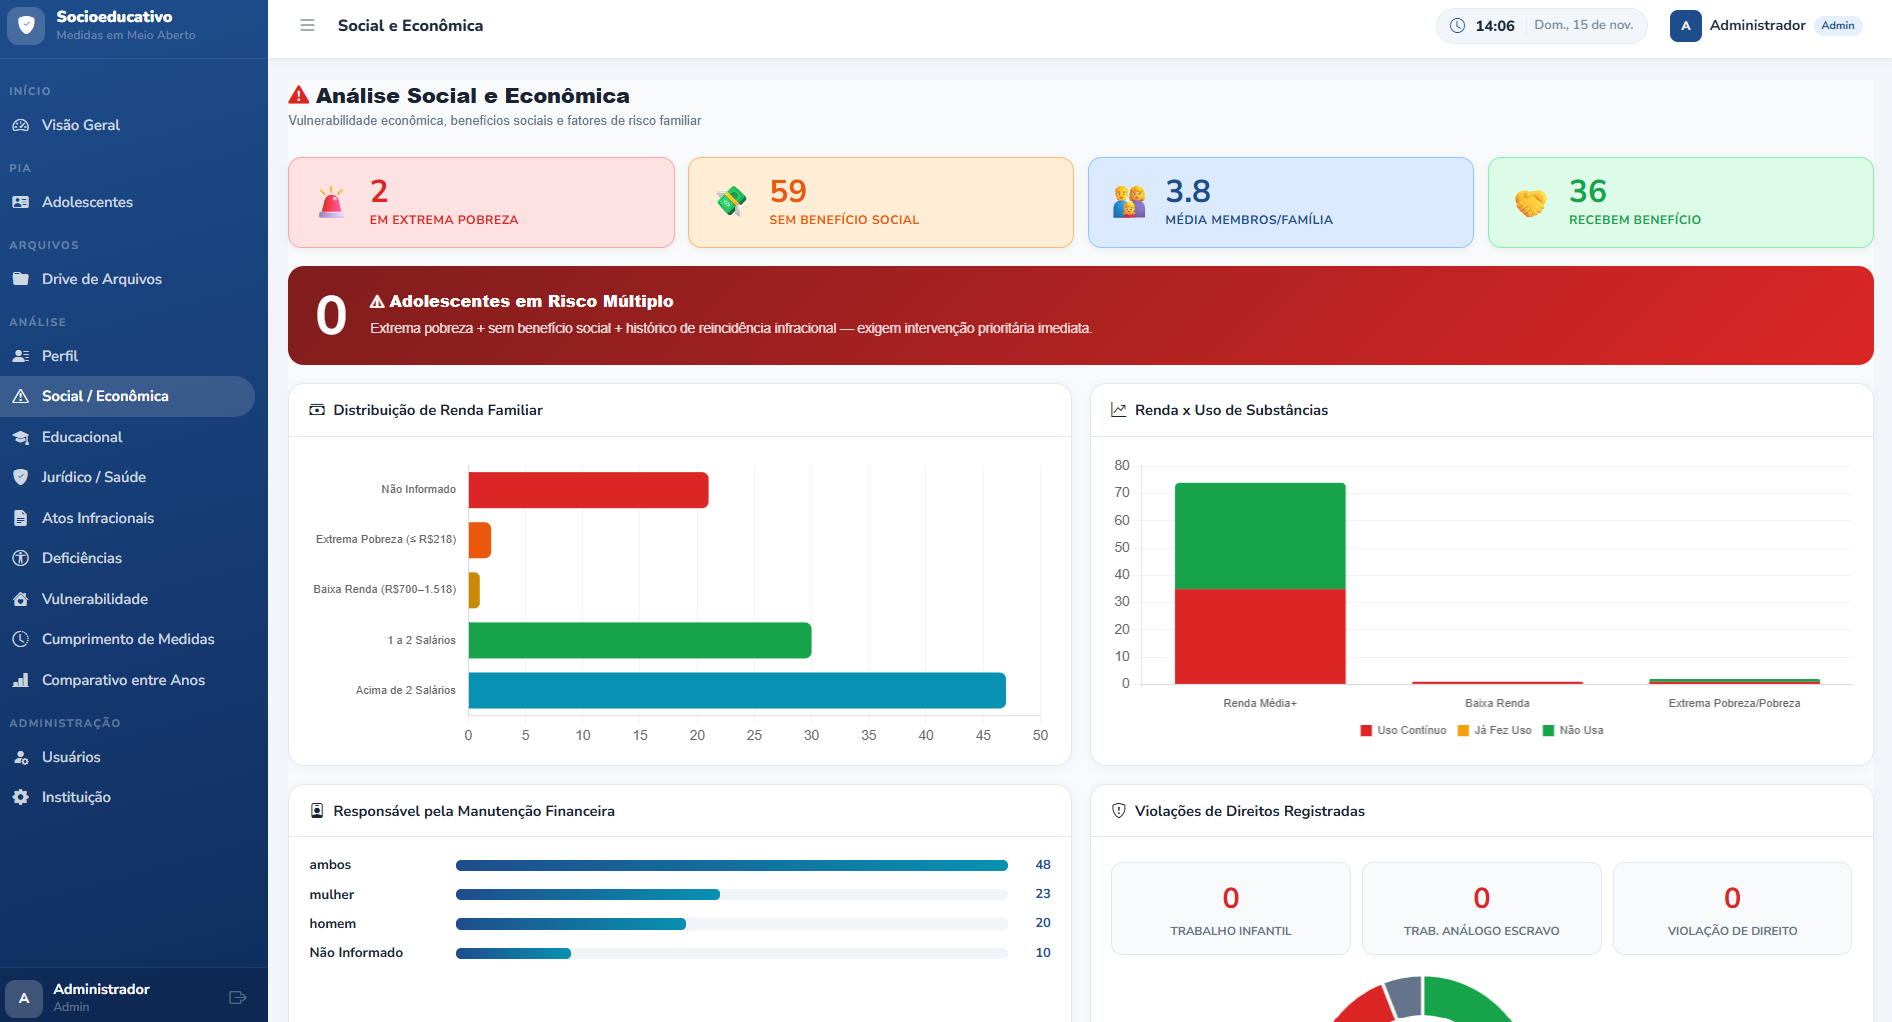 Socioeducativo
Medidas em Meio Aberto
INÍCIO
Visão Geral
PIA
Adolescentes
ARQUIVOS
Drive de Arquivos
ANÁLISE
Perfil
Social / Econômica
Educacional
Jurídico / Saúde
Atos Infracionais
Deficiências
Vulnerabilidade
Cumprimento de Medidas
Comparativo entre Anos
ADMINISTRAÇÃO
Usuários
Instituição
A
Administrador
Admin
Social e Econômica
14:06 Dom., 15 de nov.
A Administrador Admin
Análise Social e Econômica
Vulnerabilidade econômica, benefícios sociais e fatores de risco familiar
2
EM EXTREMA POBREZA
59
SEM BENEFÍCIO SOCIAL
3.8
MÉDIA MEMBROS/FAMÍLIA
36
RECEBEM BENEFÍCIO
0
Adolescentes em Risco Múltiplo
Extrema pobreza + sem benefício social + histórico de reincidência infracional — exigem intervenção prioritária imediata.
Distribuição de Renda Familiar
Não Informado
Extrema Pobreza (≤ R$218)
Baixa Renda (R$700–1.518)
1 a 2 Salários
Acima de 2 Salários
0 5 10 15 20 25 30 35 40 45 50
Renda x Uso de Substâncias
80
70
60
50
40
30
20
10
0
Renda Média+ Baixa Renda Extrema Pobreza/Pobreza
Uso Contínuo Já Fez Uso Não Usa
Responsável pela Manutenção Financeira
ambos 48
mulher 23
homem 20
Não Informado 10
Violações de Direitos Registradas
0
TRABALHO INFANTIL
0
TRAB. ANÁLOGO ESCRAVO
0
VIOLAÇÃO DE DIREITO